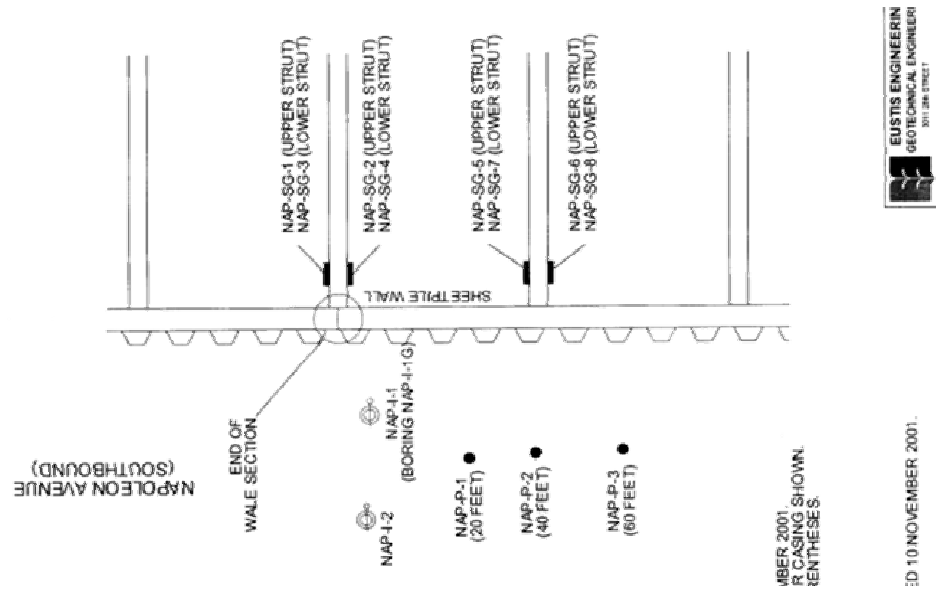 NAP-SG-1 (UPPER STRUT)
NAP-SG-3 (LOWER STRUT)
NAP-SG-2 (UPPER STRUT)
NAP-SG-4 (LOWER STRUT)
NAP-SG-5 (UPPER STRUT)
NAP-SG-7 (LOWER STRUT)
NAP-SG-6 (UPPER STRUT)
NAP-SG-8 (LOWER STRUT)
EUSTIS ENGINEERIN
GEOTECHNICAL ENGINEERI
3011 28th STREET
SHEETPILE WALL
NAPOLEON AVENUE
(SOUTHBOUND)
END OF
WALE SECTION
NAP-I-1
(BORING NAP-I-1G)
NAP-I-2
NAP-P-1
(20 FEET)
NAP-P-2
(40 FEET)
NAP-P-3
(60 FEET)
MBER 2001.
R CASING SHOWN.
RENTHESES.
ED 10 NOVEMBER 2001.